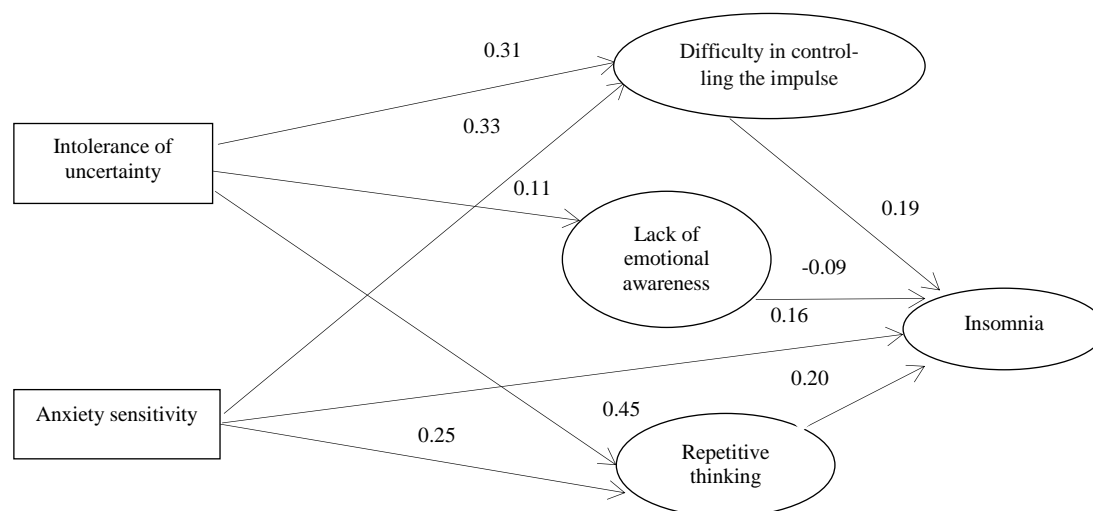 Difficulty in control-
ling the impulse
0.31
0.33
Intolerance of
uncertainty
0.11
0.19
Lack of
emotional
awareness
-0.09
0.16
Insomnia
0.20
Anxiety sensitivity
0.45
0.25
Repetitive
thinking